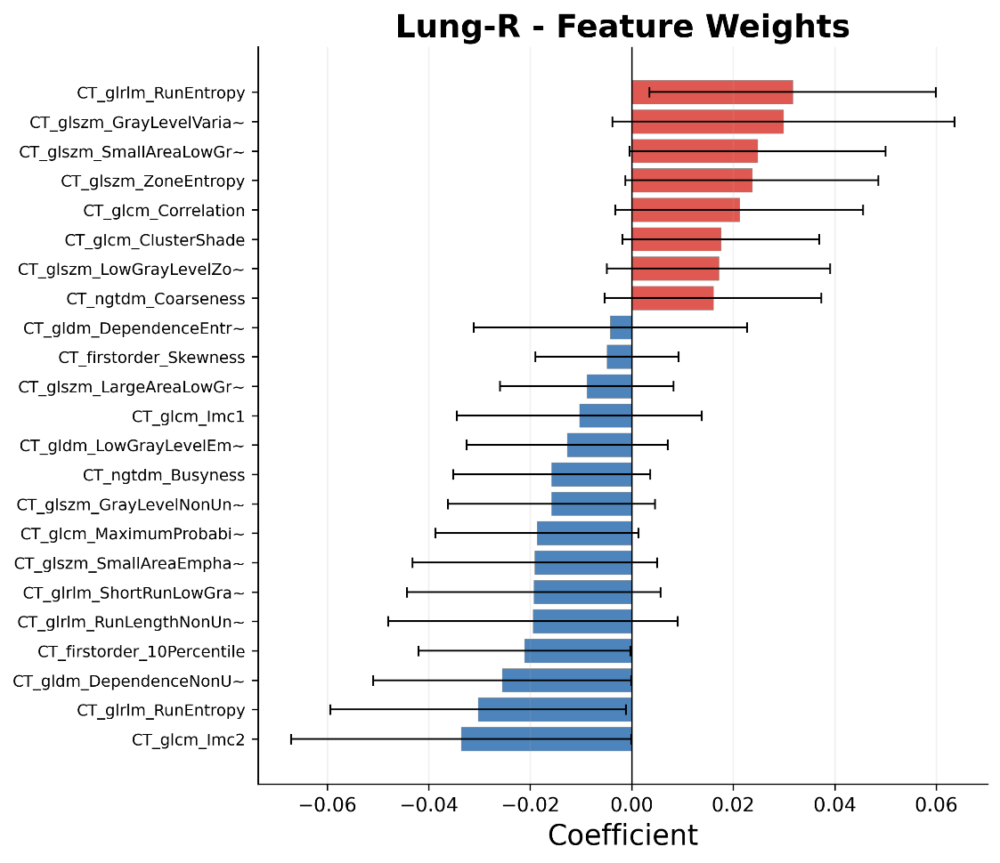 Lung-R - Feature Weights
CT_glrlm_RunEntropy
CT_glszm_GrayLevelVaria~
CT_glszm_SmallAreaLowGr~
CT_glszm_ZoneEntropy
CT_glcm_Correlation
CT_glcm_ClusterShade
CT_glszm_LowGrayLevelZo~
CT_ngtdm_Coarseness
CT_gldm_DependenceEntr~
CT_firstorder_Skewness
CT_glszm_LargeAreaLowGr~
CT_glcm_Imc1
CT_gldm_LowGrayLevelEm~
CT_ngtdm_Busyness
CT_glszm_GrayLevelNonUn~
CT_glcm_MaximumProbabi~
CT_glszm_SmallAreaEmpha~
CT_glrlm_ShortRunLowGra~
CT_glrlm_RunLengthNonUn~
CT_firstorder_10Percentile
CT_gldm_DependenceNonU~
CT_glrlm_RunEntropy
CT_glcm_Imc2
−0.06 −0.04 −0.02 0.00 0.02 0.04 0.06
Coefficient